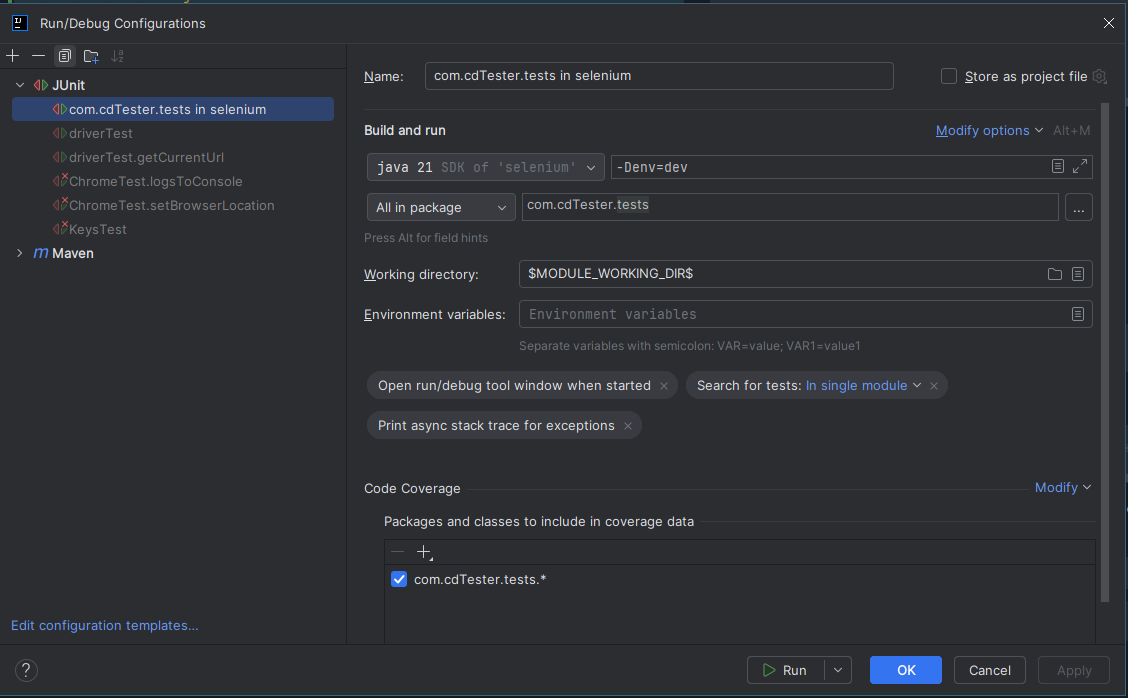 Run/Debug Configurations
JUnit
com.cdTester.tests in selenium
driverTest
driverTest.getCurrentUrl
ChromeTest.logsToConsole
ChromeTest.setBrowserLocation
KeysTest
Maven
Edit configuration templates...
Name: com.cdTester.tests in selenium Store as project file
Build and run Modify options Alt+M
java 21 SDK of 'selenium' -Denv=dev
All in package com.cdTester.tests ...
Press Alt for field hints
Working directory: $MODULE_WORKING_DIR$
Environment variables: Environment variables
Separate variables with semicolon: VAR=value; VAR1=value1
Open run/debug tool window when started × Search for tests: In single module ×
Print async stack trace for exceptions ×
Code Coverage Modify
Packages and classes to include in coverage data
com.cdTester.tests.*
? Run OK Cancel Apply